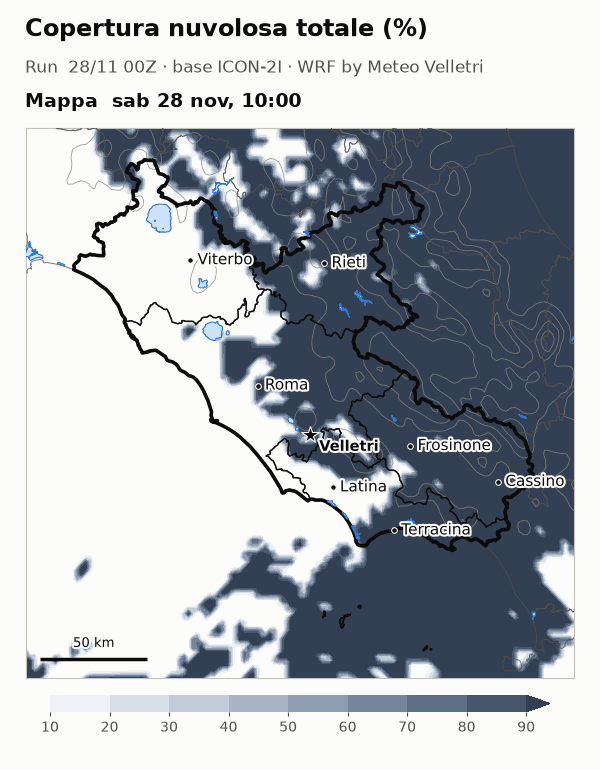 Copertura nuvolosa totale (%)
Run  28/11 00Z · base ICON-2I · WRF by Meteo Velletri
Mappa  sab 28 nov, 10:00
Viterbo
Rieti
Roma
Velletri
Frosinone
Cassino
Latina
Terracina
50 km
10 20 30 40 50 60 70 80 90